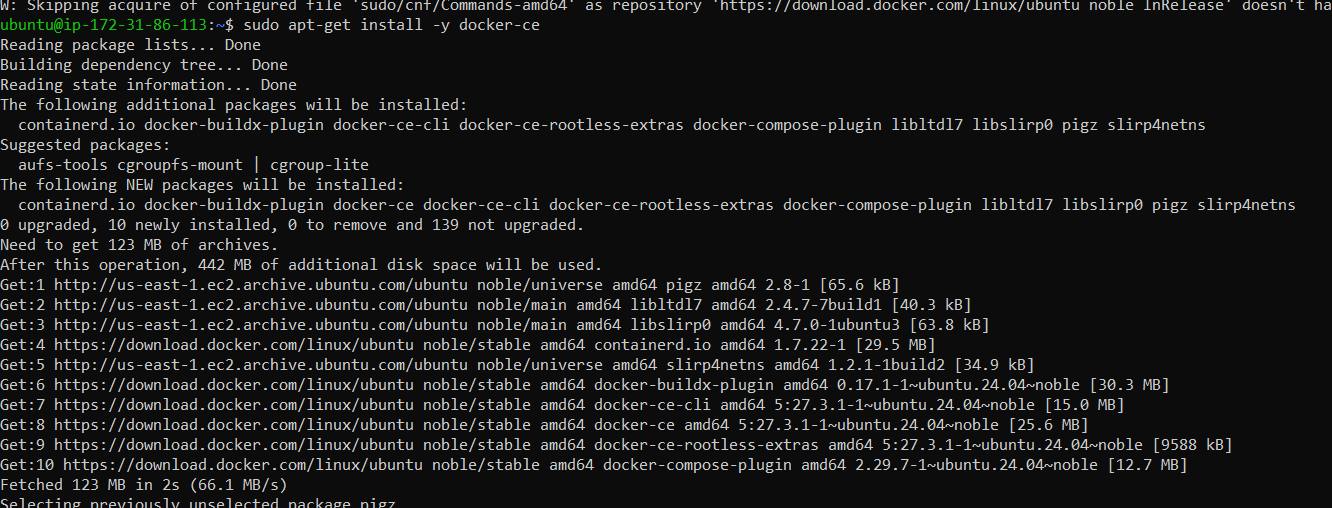 W: Skipping acquire of configured file 'sudo/cnf/Commands-amd64' as repository 'https://download.docker.com/linux/ubuntu noble InRelease' doesn't ha
ubuntu@ip-172-31-86-113:~$ sudo apt-get install -y docker-ce
Reading package lists... Done
Building dependency tree... Done
Reading state information... Done
The following additional packages will be installed:
  containerd.io docker-buildx-plugin docker-ce-cli docker-ce-rootless-extras docker-compose-plugin libltdl7 libslirp0 pigz slirp4netns
Suggested packages:
  aufs-tools cgroupfs-mount | cgroup-lite
The following NEW packages will be installed:
  containerd.io docker-buildx-plugin docker-ce docker-ce-cli docker-ce-rootless-extras docker-compose-plugin libltdl7 libslirp0 pigz slirp4netns
0 upgraded, 10 newly installed, 0 to remove and 139 not upgraded.
Need to get 123 MB of archives.
After this operation, 442 MB of additional disk space will be used.
Get:1 http://us-east-1.ec2.archive.ubuntu.com/ubuntu noble/universe amd64 pigz amd64 2.8-1 [65.6 kB]
Get:2 http://us-east-1.ec2.archive.ubuntu.com/ubuntu noble/main amd64 libltdl7 amd64 2.4.7-7build1 [40.3 kB]
Get:3 http://us-east-1.ec2.archive.ubuntu.com/ubuntu noble/main amd64 libslirp0 amd64 4.7.0-1ubuntu3 [63.8 kB]
Get:4 https://download.docker.com/linux/ubuntu noble/stable amd64 containerd.io amd64 1.7.22-1 [29.5 MB]
Get:5 http://us-east-1.ec2.archive.ubuntu.com/ubuntu noble/universe amd64 slirp4netns amd64 1.2.1-1build2 [34.9 kB]
Get:6 https://download.docker.com/linux/ubuntu noble/stable amd64 docker-buildx-plugin amd64 0.17.1-1~ubuntu.24.04~noble [30.3 MB]
Get:7 https://download.docker.com/linux/ubuntu noble/stable amd64 docker-ce-cli amd64 5:27.3.1-1~ubuntu.24.04~noble [15.0 MB]
Get:8 https://download.docker.com/linux/ubuntu noble/stable amd64 docker-ce amd64 5:27.3.1-1~ubuntu.24.04~noble [25.6 MB]
Get:9 https://download.docker.com/linux/ubuntu noble/stable amd64 docker-ce-rootless-extras amd64 5:27.3.1-1~ubuntu.24.04~noble [9588 kB]
Get:10 https://download.docker.com/linux/ubuntu noble/stable amd64 docker-compose-plugin amd64 2.29.7-1~ubuntu.24.04~noble [12.7 MB]
Fetched 123 MB in 2s (66.1 MB/s)
Selecting previously unselected package pigz